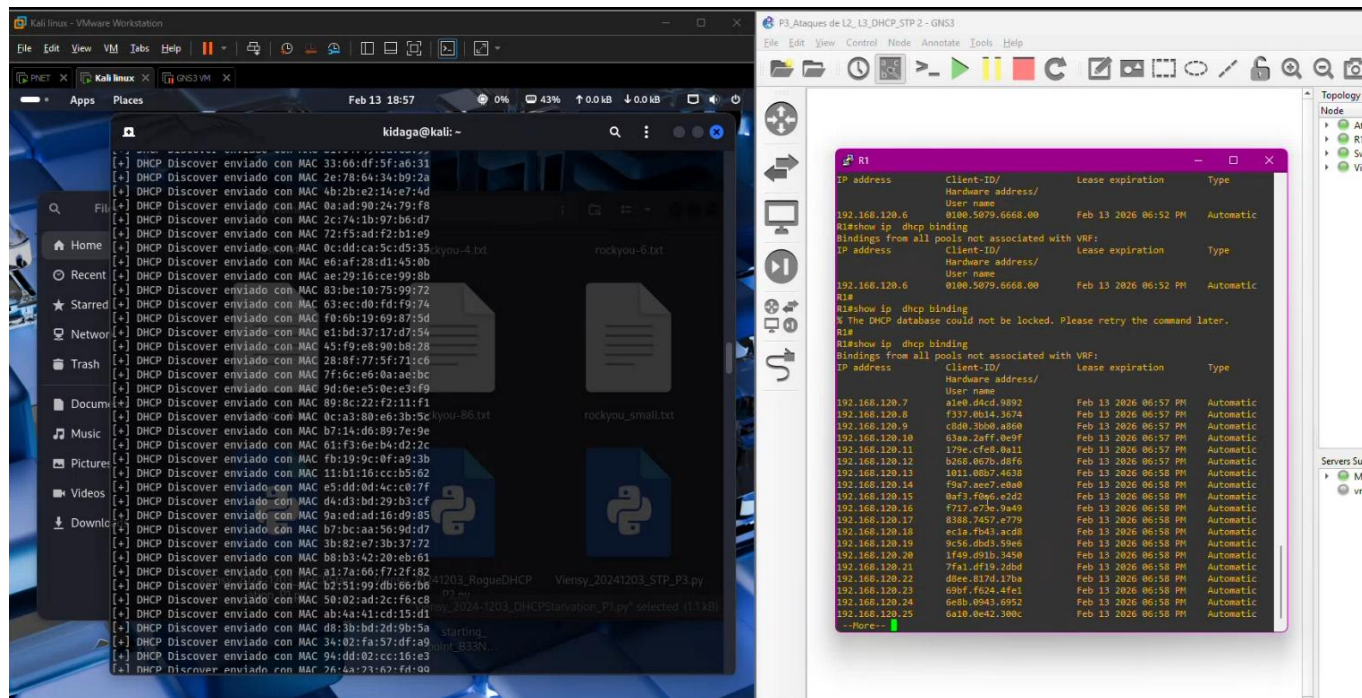 Kali linux - VMware Workstation
File Edit View VM Tabs Help
PNET Kali linux GNS3 VM
Apps Places Feb 13 18:57 0% 43% 0.0 kB 0.0 kB
kidaga@kali: ~
[+] DHCP Discover enviado con MAC 33:66:df:5f:a6:31
[+] DHCP Discover enviado con MAC 2e:78:64:34:b9:2a
[+] DHCP Discover enviado con MAC 4b:2b:e2:14:e7:4d
[+] DHCP Discover enviado con MAC 0a:ad:90:24:79:f8
[+] DHCP Discover enviado con MAC 2c:74:1b:97:b6:d7
[+] DHCP Discover enviado con MAC 72:f5:ad:f2:b1:e9
[+] DHCP Discover enviado con MAC 0c:dd:ca:5c:d5:35
[+] DHCP Discover enviado con MAC e6:af:28:d1:45:0b
[+] DHCP Discover enviado con MAC ae:29:16:ce:99:8b
[+] DHCP Discover enviado con MAC 83:be:10:75:99:72
[+] DHCP Discover enviado con MAC 63:ec:d0:fd:f9:74
[+] DHCP Discover enviado con MAC f0:6b:19:69:87:5d
[+] DHCP Discover enviado con MAC e1:bd:37:17:d7:54
[+] DHCP Discover enviado con MAC 45:f9:e8:90:b8:28
[+] DHCP Discover enviado con MAC 28:8f:77:5f:71:c6
[+] DHCP Discover enviado con MAC 7f:6c:e6:0a:ae:bc
[+] DHCP Discover enviado con MAC 9d:6e:e5:0e:e3:f9
[+] DHCP Discover enviado con MAC 89:8c:22:f2:11:f1
[+] DHCP Discover enviado con MAC 0c:a3:80:e6:3b:5c
[+] DHCP Discover enviado con MAC b7:14:d6:89:7e:9e
[+] DHCP Discover enviado con MAC 61:f3:6e:b4:d2:2c
[+] DHCP Discover enviado con MAC fb:19:9c:0f:a9:3b
[+] DHCP Discover enviado con MAC 11:b1:16:cc:b5:62
[+] DHCP Discover enviado con MAC e5:dd:0d:4c:c0:7f
[+] DHCP Discover enviado con MAC d4:d3:bd:29:b3:cf
[+] DHCP Discover enviado con MAC 9a:ed:ad:16:d9:85
[+] DHCP Discover enviado con MAC b7:bc:aa:56:9d:d7
[+] DHCP Discover enviado con MAC 3b:82:e7:3b:37:72
[+] DHCP Discover enviado con MAC b8:b3:42:20:eb:61
[+] DHCP Discover enviado con MAC a1:7a:66:f7:2f:82
[+] DHCP Discover enviado con MAC b2:51:99:db:66:b6
[+] DHCP Discover enviado con MAC 50:02:ad:2c:f6:c8
[+] DHCP Discover enviado con MAC ab:4a:41:cd:15:d1
[+] DHCP Discover enviado con MAC d8:3b:bd:2d:9b:5a
[+] DHCP Discover enviado con MAC 34:02:fa:57:df:a9
[+] DHCP Discover enviado con MAC 94:dd:02:cc:16:e3
[+] DHCP Discover enviado con MAC 26:4a:23:62:fd:99
Home
Recent
Starred
Networ
Trash
Docum
Music
Pictures
Videos
Downlo
rockyou-6.txt
rockyou_small.txt
Viensy_20241203_STP_P3.py
P3_Ataques de L2_ L3_DHCP_STP 2 - GNS3
File Edit View Control Node Annotate Tools Help
R1
IP address Client-ID/ Lease expiration Type
Hardware address/
User name
192.168.120.6 0100.5079.6668.00 Feb 13 2026 06:52 PM Automatic
R1#show ip dhcp binding
Bindings from all pools not associated with VRF:
IP address Client-ID/ Lease expiration Type
Hardware address/
User name
192.168.120.6 0100.5079.6668.00 Feb 13 2026 06:52 PM Automatic
R1#
R1#show ip dhcp binding
% The DHCP database could not be locked. Please retry the command later.
R1#
R1#show ip dhcp binding
Bindings from all pools not associated with VRF:
IP address Client-ID/ Lease expiration Type
Hardware address/
User name
192.168.120.7 a1e0.d4cd.9892 Feb 13 2026 06:57 PM Automatic
192.168.120.8 f337.0b14.3674 Feb 13 2026 06:57 PM Automatic
192.168.120.9 c8d0.3bb0.a860 Feb 13 2026 06:57 PM Automatic
192.168.120.10 63aa.2aff.0e9f Feb 13 2026 06:57 PM Automatic
192.168.120.11 179e.cfe8.0a11 Feb 13 2026 06:57 PM Automatic
192.168.120.12 b268.067b.d8f6 Feb 13 2026 06:57 PM Automatic
192.168.120.13 1011.08b7.4638 Feb 13 2026 06:58 PM Automatic
192.168.120.14 f9a7.aee7.e0a0 Feb 13 2026 06:58 PM Automatic
192.168.120.15 0af3.f0a6.e2d2 Feb 13 2026 06:58 PM Automatic
192.168.120.16 f717.e73e.9a49 Feb 13 2026 06:58 PM Automatic
192.168.120.17 8388.7457.e779 Feb 13 2026 06:58 PM Automatic
192.168.120.18 ec1a.fb43.acd8 Feb 13 2026 06:58 PM Automatic
192.168.120.19 9c56.dbd3.59e6 Feb 13 2026 06:58 PM Automatic
192.168.120.20 1f49.d91b.3450 Feb 13 2026 06:58 PM Automatic
192.168.120.21 7fa1.df19.2dbd Feb 13 2026 06:58 PM Automatic
192.168.120.22 d8ee.817d.17ba Feb 13 2026 06:58 PM Automatic
192.168.120.23 69bf.f624.4fe1 Feb 13 2026 06:58 PM Automatic
192.168.120.24 6e8b.0943.6952 Feb 13 2026 06:58 PM Automatic
192.168.120.25 6a10.0e42.300c Feb 13 2026 06:58 PM Automatic
--More--
Topology
Node
At
R1
Sw
Vi
Servers Su